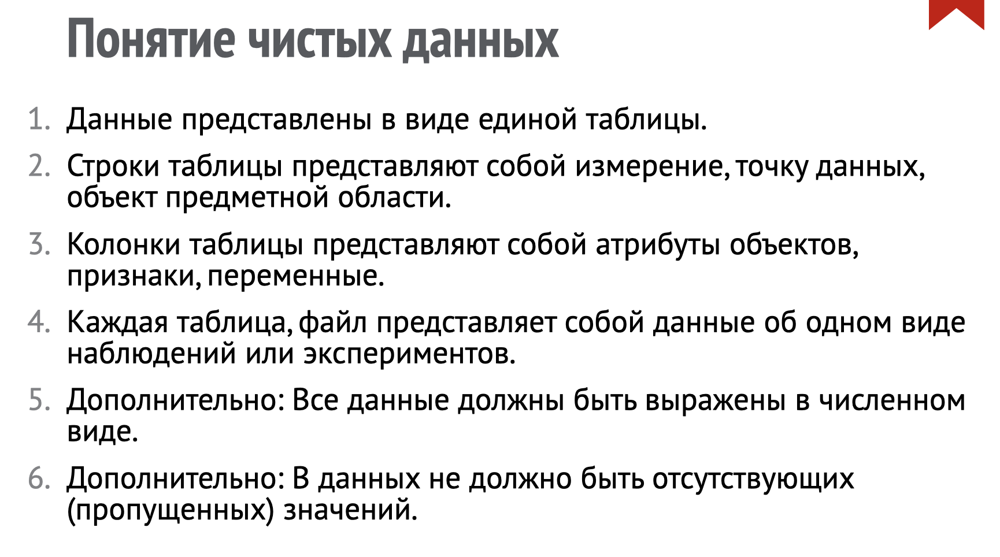 Понятие чистых данных
1. Данные представлены в виде единой таблицы.
2. Строки таблицы представляют собой измерение, точку данных,
объект предметной области.
3. Колонки таблицы представляют собой атрибуты объектов,
признаки, переменные.
4. Каждая таблица, файл представляет собой данные об одном виде
наблюдений или экспериментов.
5. Дополнительно: Все данные должны быть выражены в численном
виде.
6. Дополнительно: В данных не должно быть отсутствующих
(пропущенных) значений.